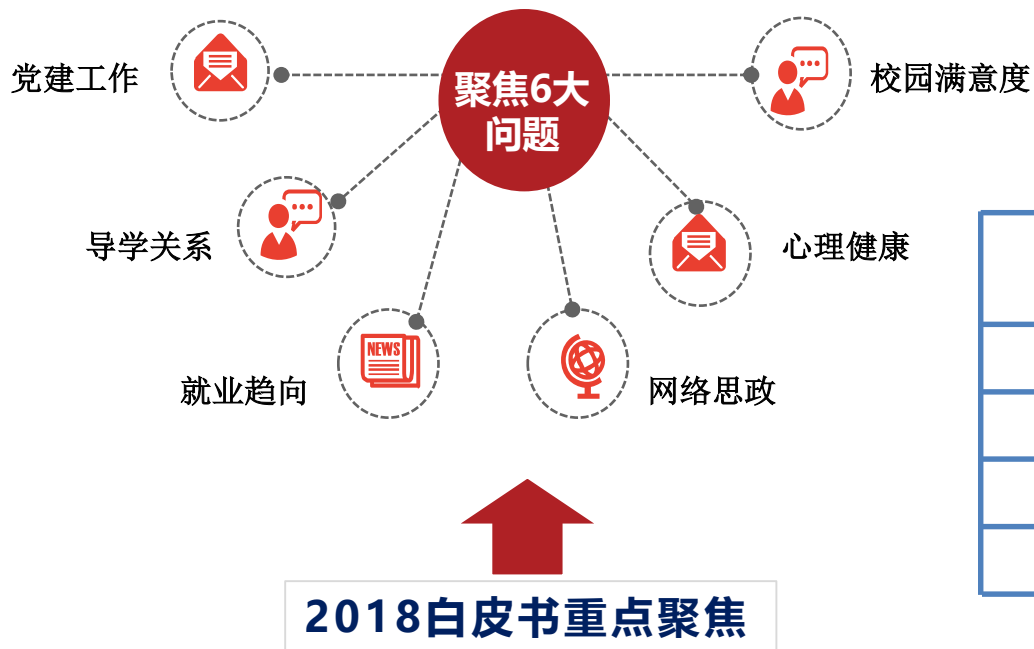 党建工作
聚焦6大
问题
校园满意度
导学关系
心理健康
NEWS
就业趋向
网络思政
2018白皮书重点聚焦